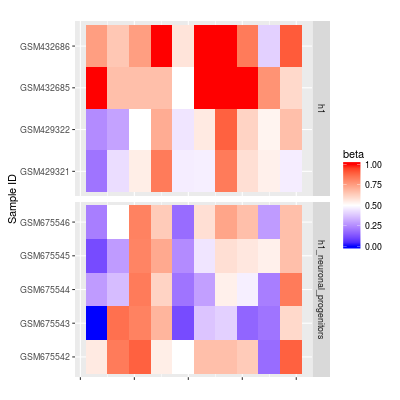 GSM432686
GSM432685
GSM429322
GSM429321
h1
GSM675546
GSM675545
GSM675544
GSM675543
GSM675542
h1_neuronal_progenitors
Sample ID
beta
1.00
0.75
0.50
0.25
0.00